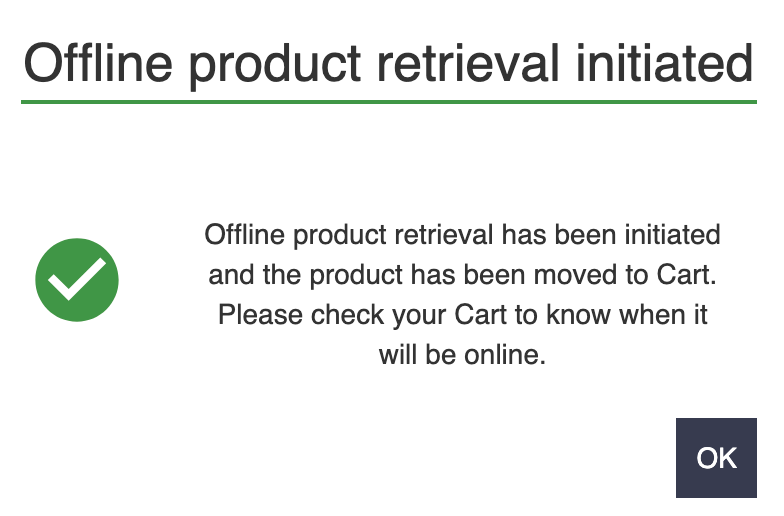 Offline product retrieval initiated
Offline product retrieval has been initiated
and the product has been moved to Cart.
Please check your Cart to know when it
will be online.
OK